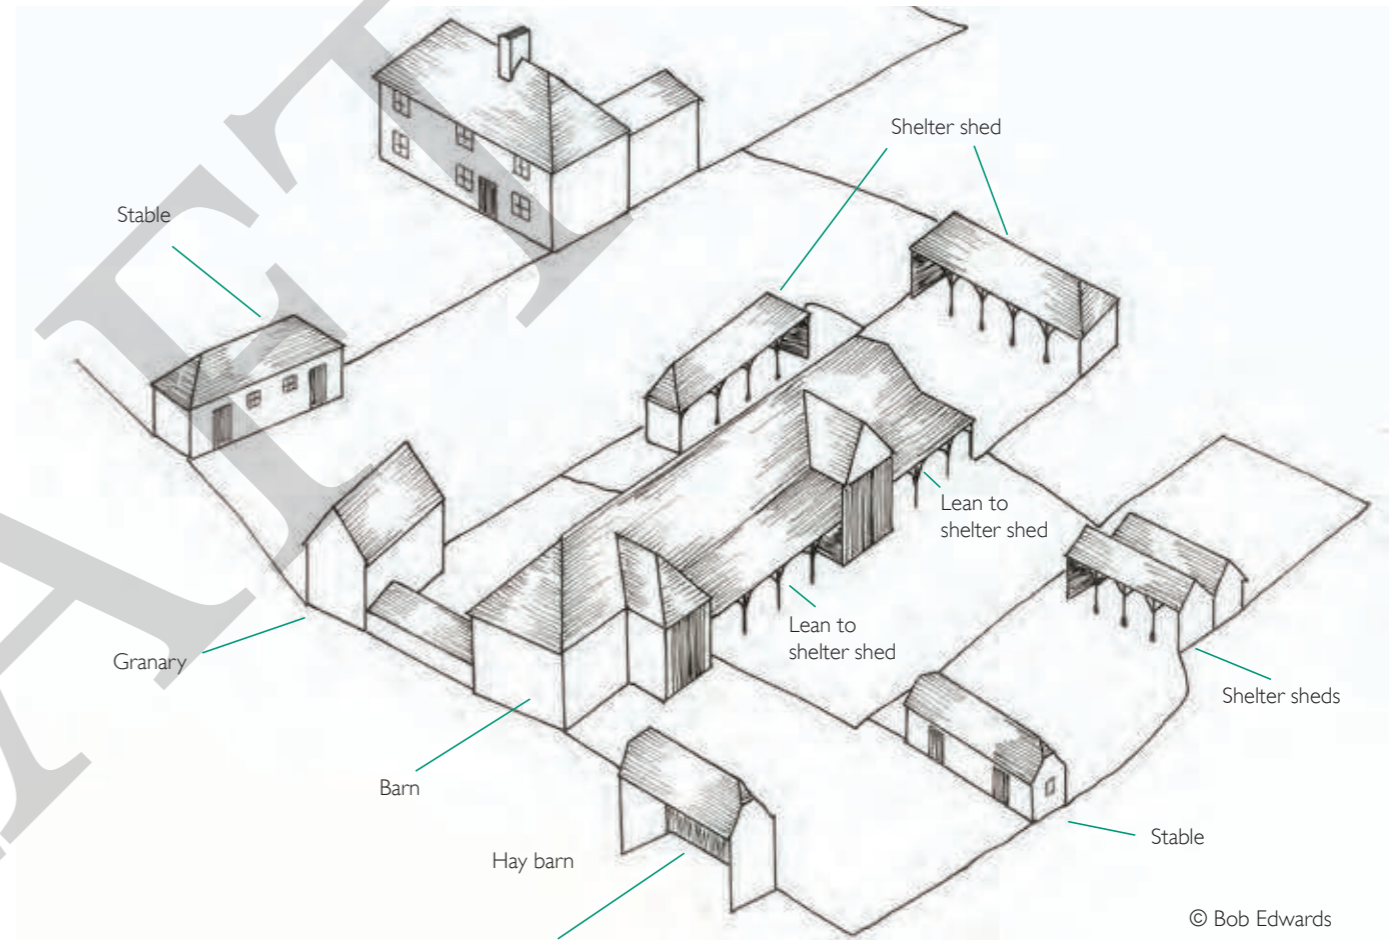 Shelter shed
Stable
Lean to
shelter shed
Lean to
shelter shed
Granary
Shelter sheds
Barn
Stable
Hay barn
© Bob Edwards